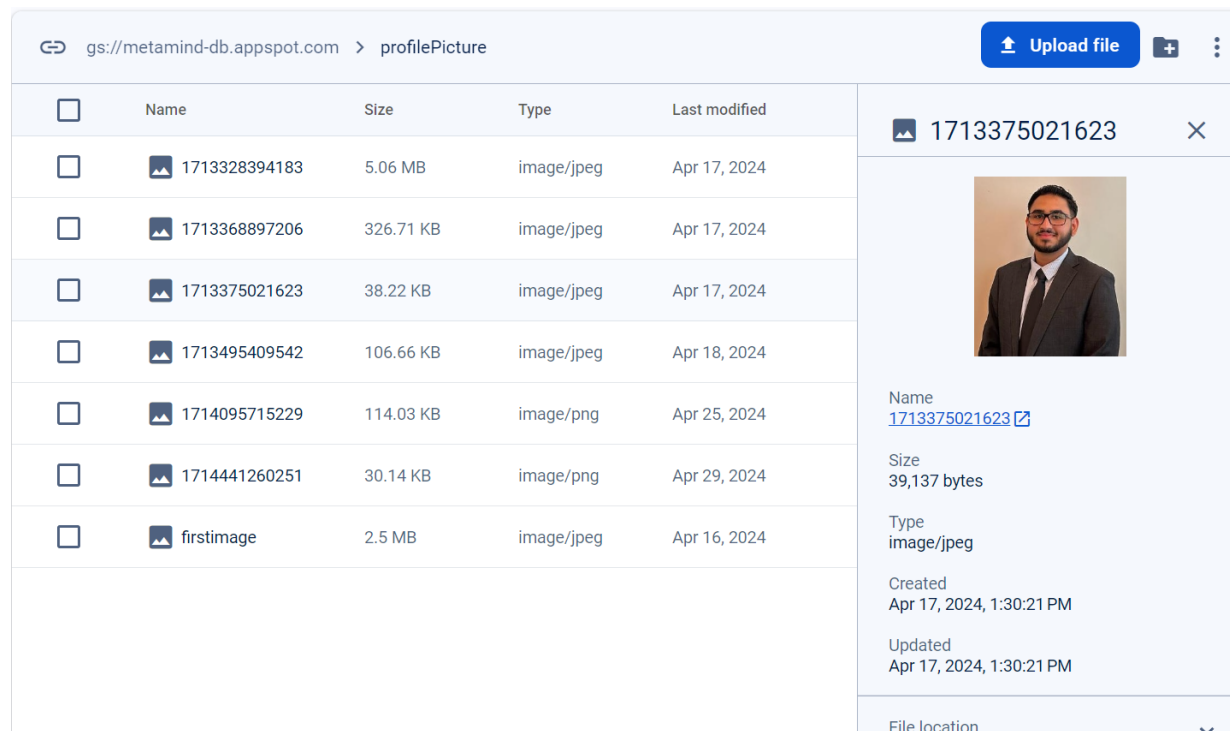 gs://metamind-db.appspot.com > profilePicture
Upload file
Name Size Type Last modified
1713328394183 5.06 MB image/jpeg Apr 17, 2024
1713368897206 326.71 KB image/jpeg Apr 17, 2024
1713375021623 38.22 KB image/jpeg Apr 17, 2024
1713495409542 106.66 KB image/jpeg Apr 18, 2024
1714095715229 114.03 KB image/png Apr 25, 2024
1714441260251 30.14 KB image/png Apr 29, 2024
firstimage 2.5 MB image/jpeg Apr 16, 2024
1713375021623
Name
1713375021623
Size
39,137 bytes
Type
image/jpeg
Created
Apr 17, 2024, 1:30:21 PM
Updated
Apr 17, 2024, 1:30:21 PM
File location